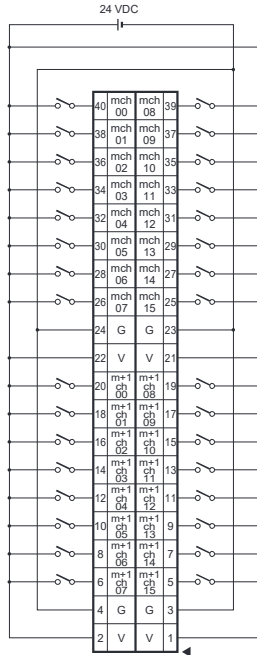 24 VDC
40 mch 00 mch 08 39
38 mch 01 mch 09 37
36 mch 02 mch 10 35
34 mch 03 mch 11 33
32 mch 04 mch 12 31
30 mch 05 mch 13 29
28 mch 06 mch 14 27
26 mch 07 mch 15 25
24 G G 23
22 V V 21
20 m+1 ch 00 m+1 ch 08 19
18 m+1 ch 01 m+1 ch 09 17
16 m+1 ch 02 m+1 ch 10 15
14 m+1 ch 03 m+1 ch 11 13
12 m+1 ch 04 m+1 ch 12 11
10 m+1 ch 05 m+1 ch 13 9
8 m+1 ch 06 m+1 ch 14 7
6 m+1 ch 07 m+1 ch 15 5
4 G G 3
2 V V 1